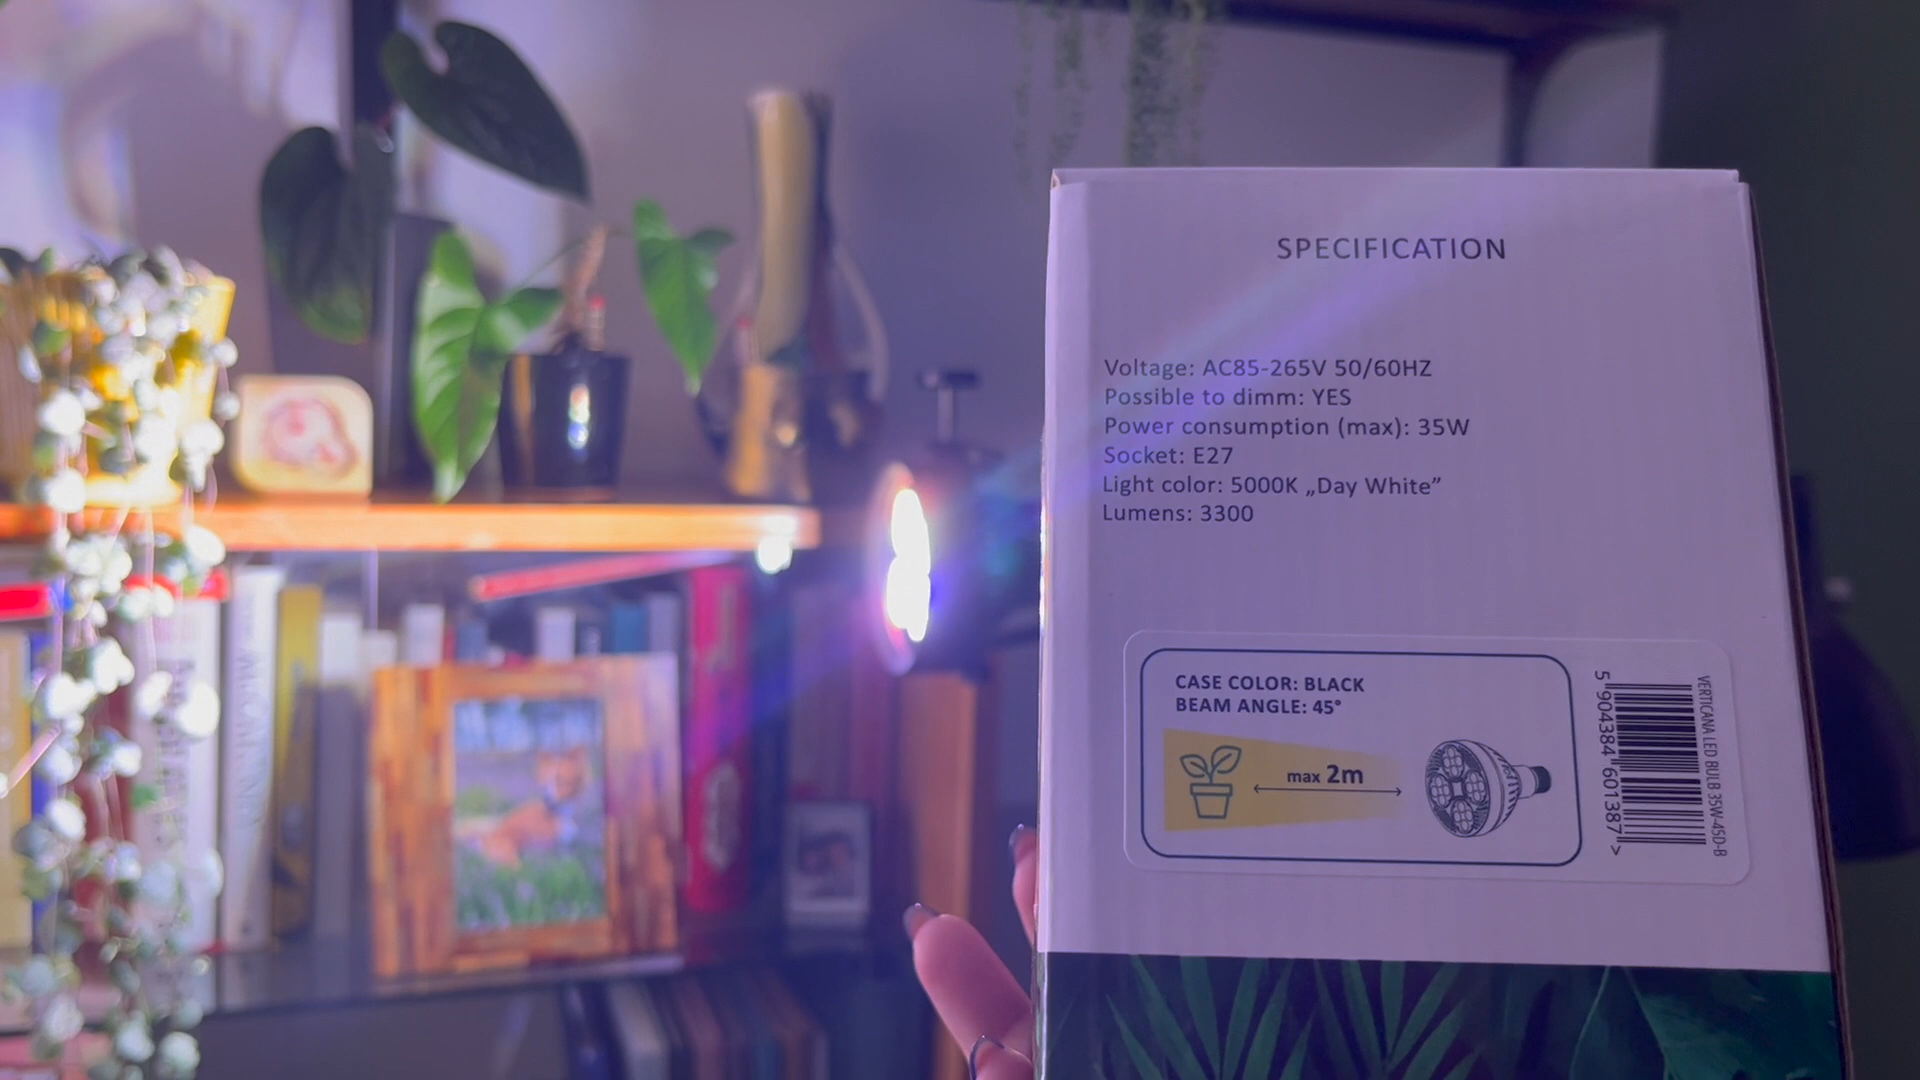 SPECIFICATION
Voltage: AC85-265V 50/60HZ
Possible to dimm: YES
Power consumption (max): 35W
Socket: E27
Light color: 5000K „Day White”
Lumens: 3300
CASE COLOR: BLACK
BEAM ANGLE: 45°
max 2m
5 904384 601387 >
VERTICANA LED BULB 35W-45D-B